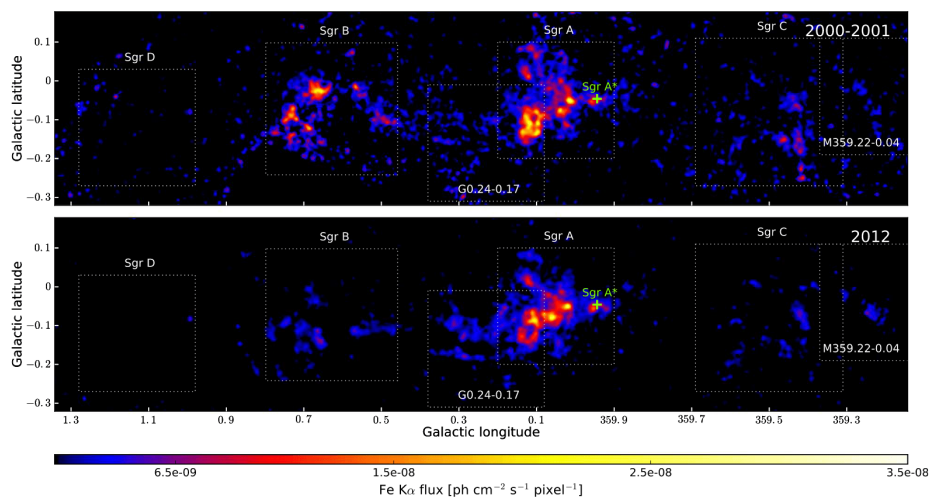 2000-2001
Sgr D
Sgr B
Sgr A
Sgr C
Sgr A*
M359.22-0.04
G0.24-0.17
Galactic latitude
0.1
0
−0.1
−0.2
−0.3
2012
Sgr D
Sgr B
Sgr A
Sgr C
Sgr A*
M359.22-0.04
G0.24-0.17
Galactic latitude
0.1
0
−0.1
−0.2
−0.3
1.3 1.1 0.9 0.7 0.5 0.3 0.1 359.9 359.7 359.5 359.3
Galactic longitude
6.5e-09 1.5e-08 2.5e-08 3.5e-08
Fe Kα flux [ph cm⁻² s⁻¹ pixel⁻¹]